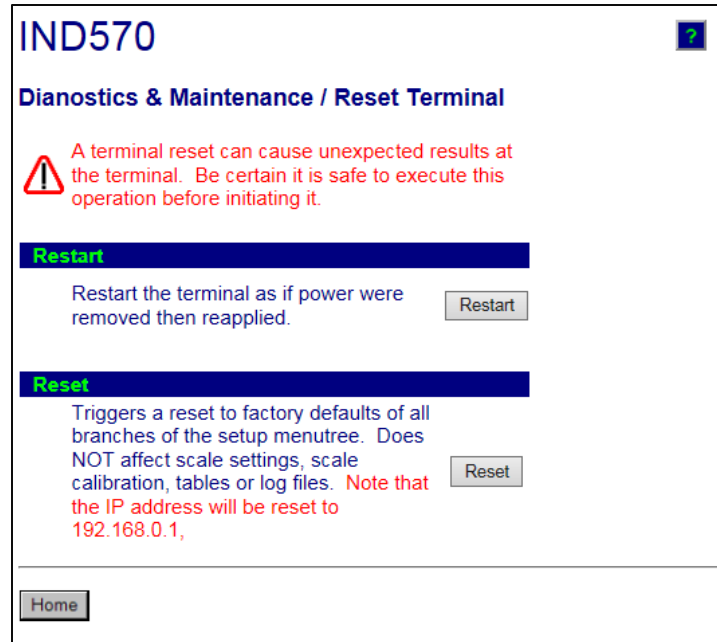 IND570
?
Dianostics & Maintenance / Reset Terminal
A terminal reset can cause unexpected results at
the terminal. Be certain it is safe to execute this
operation before initiating it.
Restart
Restart the terminal as if power were
removed then reapplied.
Restart
Reset
Triggers a reset to factory defaults of all
branches of the setup menutree. Does
NOT affect scale settings, scale
calibration, tables or log files. Note that
the IP address will be reset to
192.168.0.1,
Reset
Home